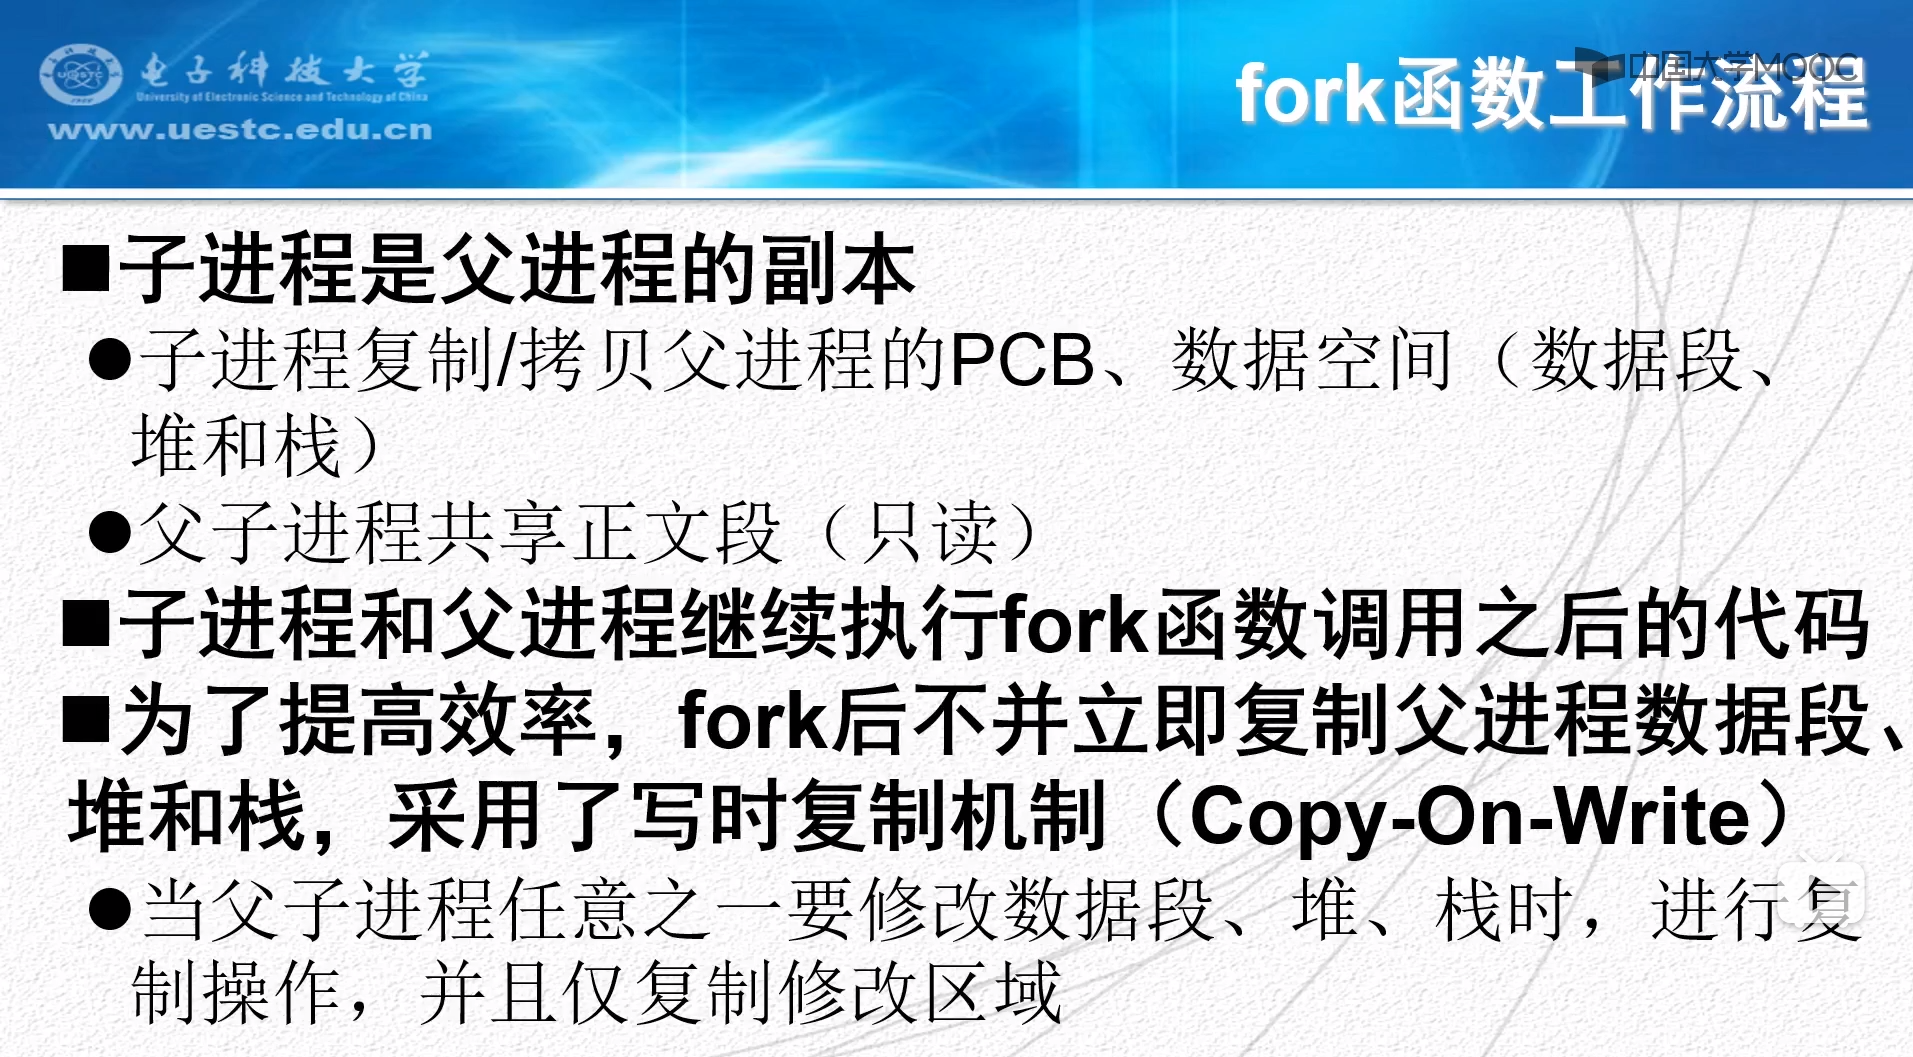 电子科技大学
University of Electronic Science and Technology of China
www.uestc.edu.cn
中国大学MOOC
fork函数工作流程
■子进程是父进程的副本
●子进程复制/拷贝父进程的PCB、数据空间（数据段、
堆和栈）
●父子进程共享正文段（只读）
■子进程和父进程继续执行fork函数调用之后的代码
■为了提高效率，fork后不并立即复制父进程数据段、
堆和栈，采用了写时复制机制（Copy-On-Write）
●当父子进程任意之一要修改数据段、堆、栈时，进行复
制操作，并且仅复制修改区域